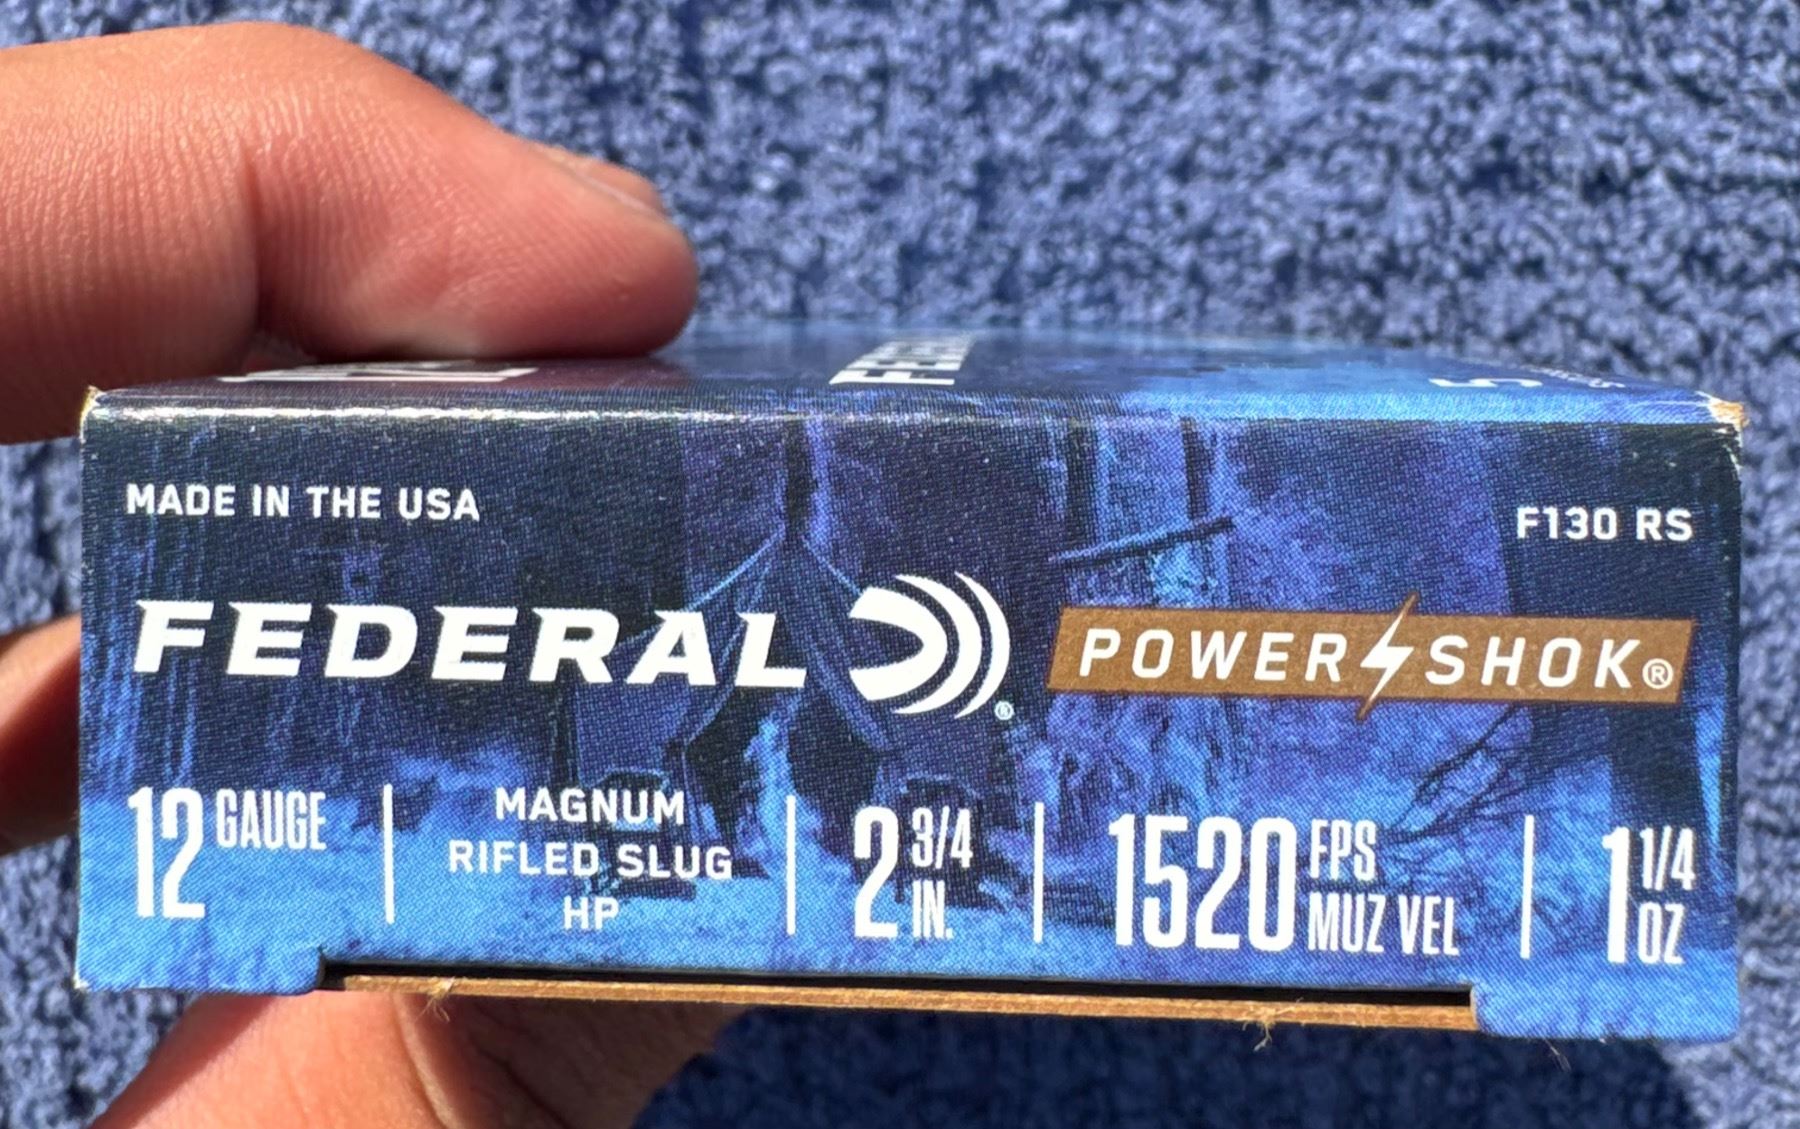 5
MADE IN THE USA
F130 RS
FEDERAL®
POWER SHOK®
12 GAUGE
MAGNUM
RIFLED SLUG
HP
2 3/4 IN.
1520 FPS MUZ VEL
1 1/4 OZ